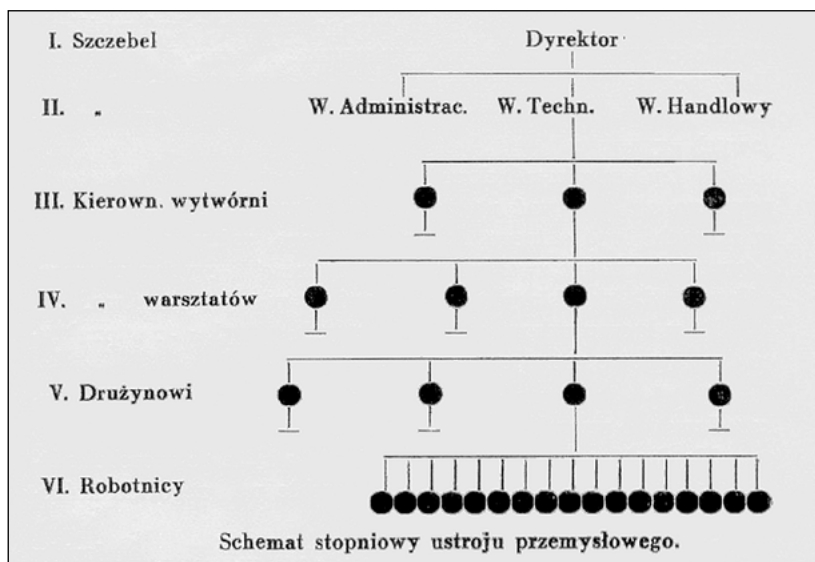 I. Szczebel Dyrektor
II. „ W. Administrac. W. Techn. W. Handlowy
III. Kierown. wytwórni
IV. „ warsztatów
V. Drużynowi
VI. Robotnicy
Schemat stopniowy ustroju przemysłowego.